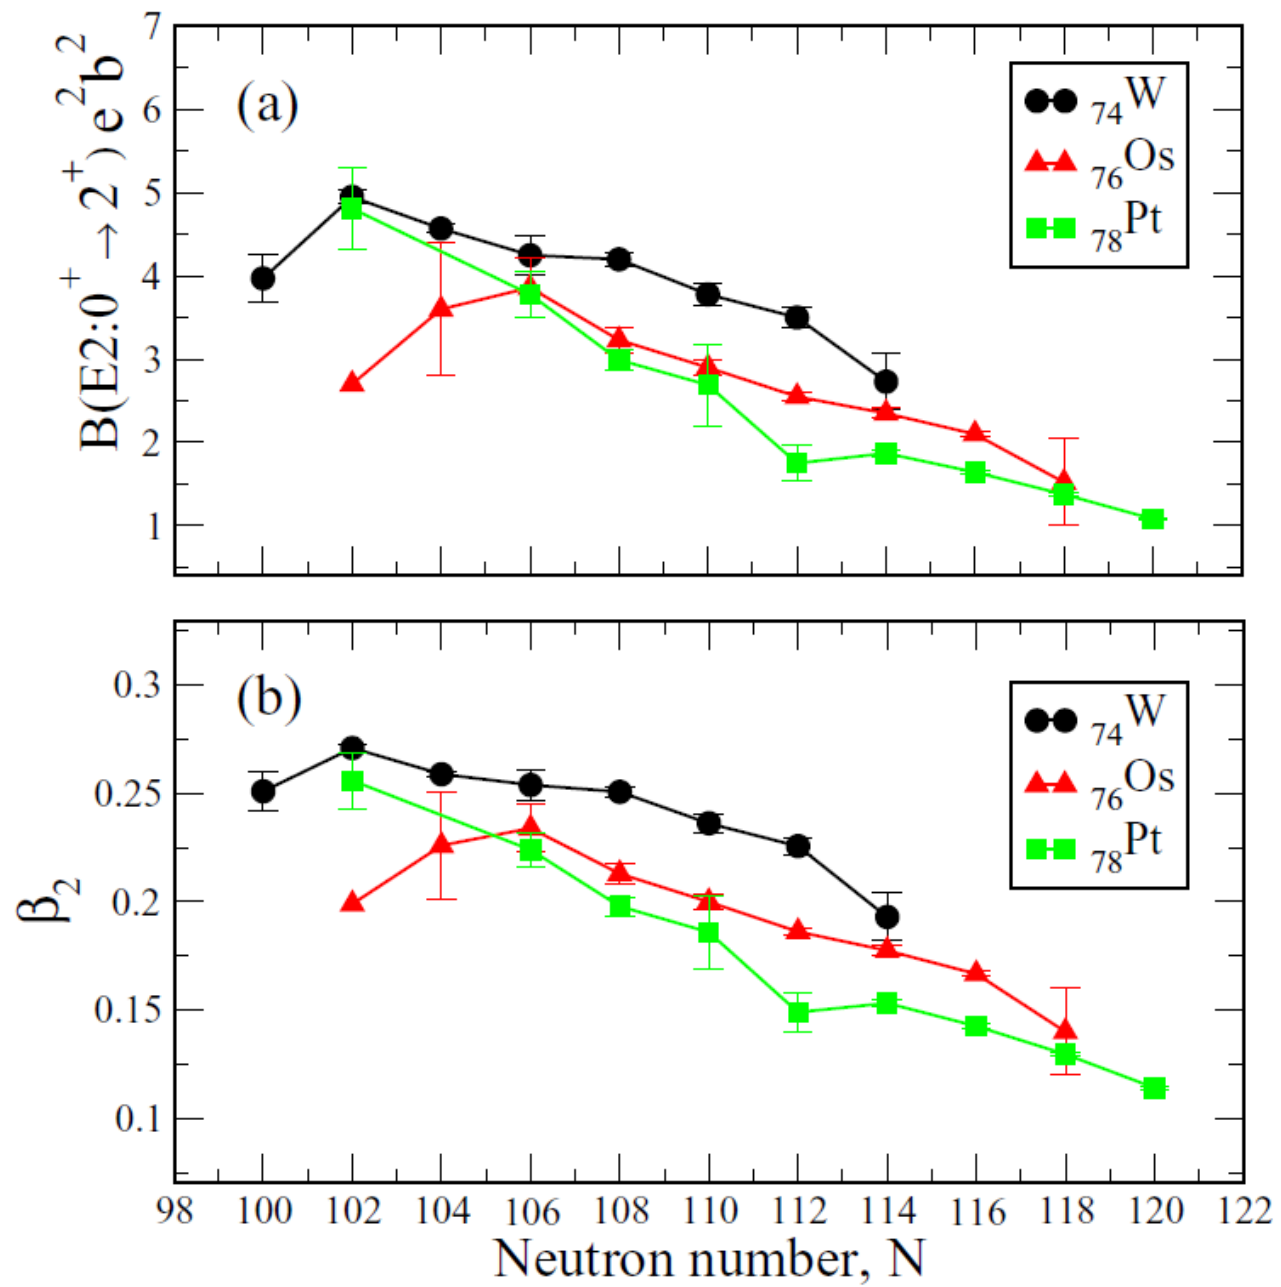 7
6
5
4
3
2
1
B(E2:0⁺ → 2⁺) e²b²
(a)
₇₄W
₇₆Os
₇₈Pt
0.3
0.25
0.2
0.15
0.1
β₂
(b)
₇₄W
₇₆Os
₇₈Pt
98 100 102 104 106 108 110 112 114 116 118 120 122
Neutron number, N